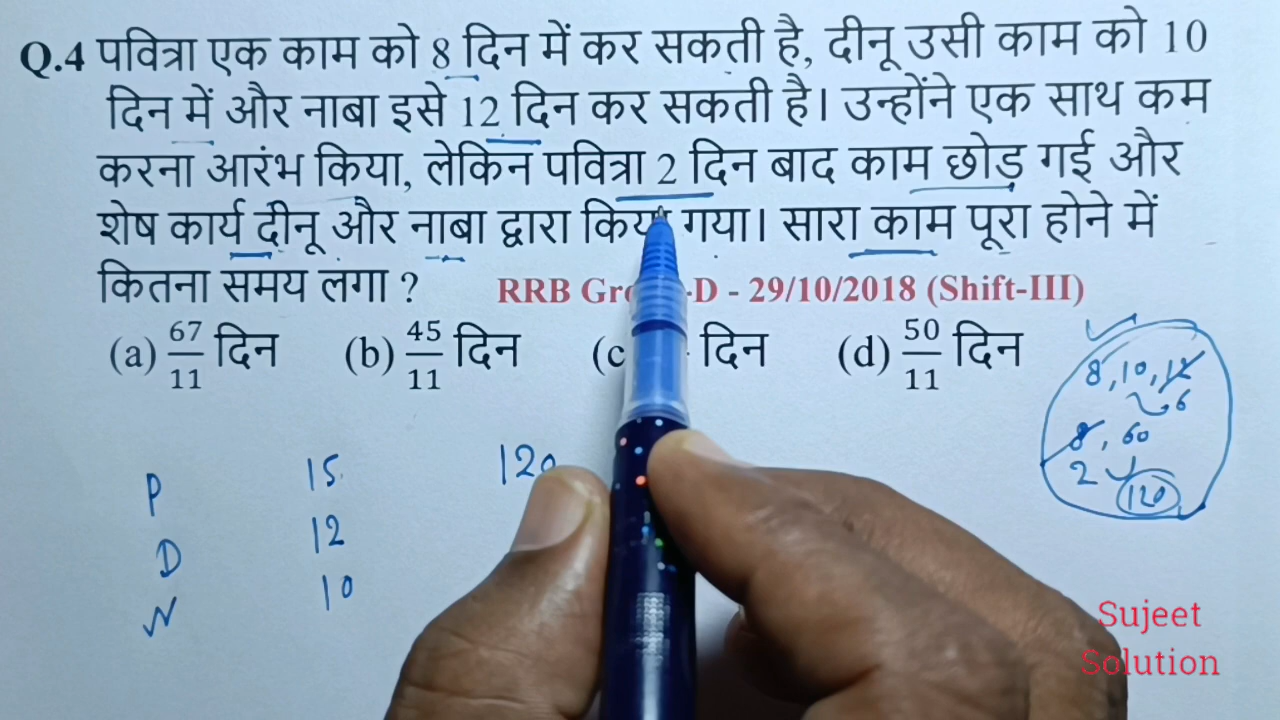 Q.4 पवित्रा एक काम को 8 दिन में कर सकती है, दीनू उसी काम को 10
दिन में और नाबा इसे 12 दिन कर सकती है। उन्होंने एक साथ कम
करना आरंभ किया, लेकिन पवित्रा 2 दिन बाद काम छोड़ गई और
शेष कार्य दीनू और नाबा द्वारा किया गया। सारा काम पूरा होने में
कितना समय लगा ? RRB D - 29/10/2018 (Shift-III)
(a) 67/11 दिन (b) 45/11 दिन (c दिन (d) 50/11 दिन
8, 10, 12
6
8, 60
2
120
P 15 120
D 12
N 10
Sujeet
Solution